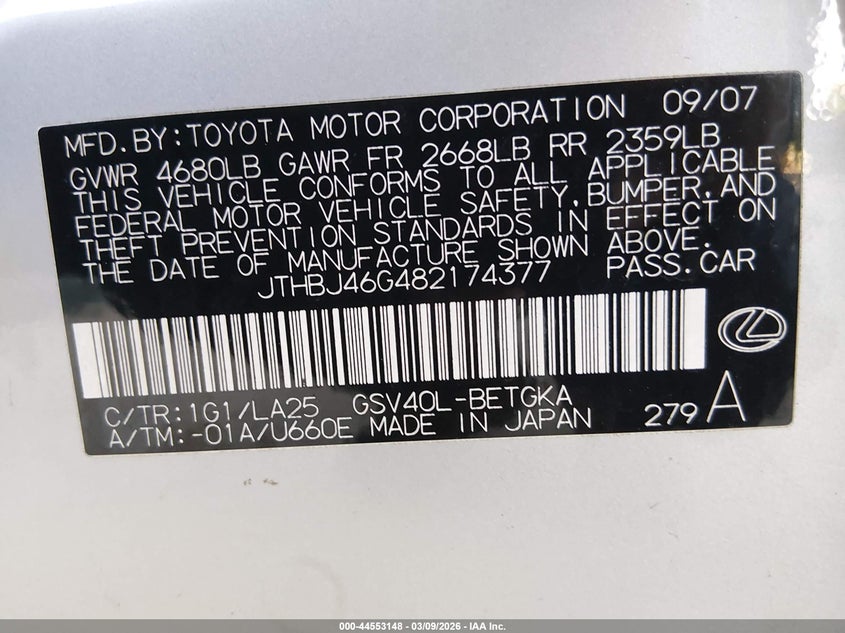 MFD.BY:TOYOTA MOTOR CORPORATION 09/07
GVWR 4680LB GAWR FR 2668LB RR 2359LB
THIS VEHICLE CONFORMS TO ALL APPLICABLE
FEDERAL MOTOR VEHICLE SAFETY,BUMPER,AND
THEFT PREVENTION STANDARDS IN EFFECT ON
THE DATE OF MANUFACTURE SHOWN ABOVE.
JTHBJ46G482174377 PASS.CAR
C/TR:1G1/LA25 GSV40L-BETGKA
A/TM:-01A/U660E MADE IN JAPAN 279A
000-44553148 - 03/09/2026 - IAA Inc.